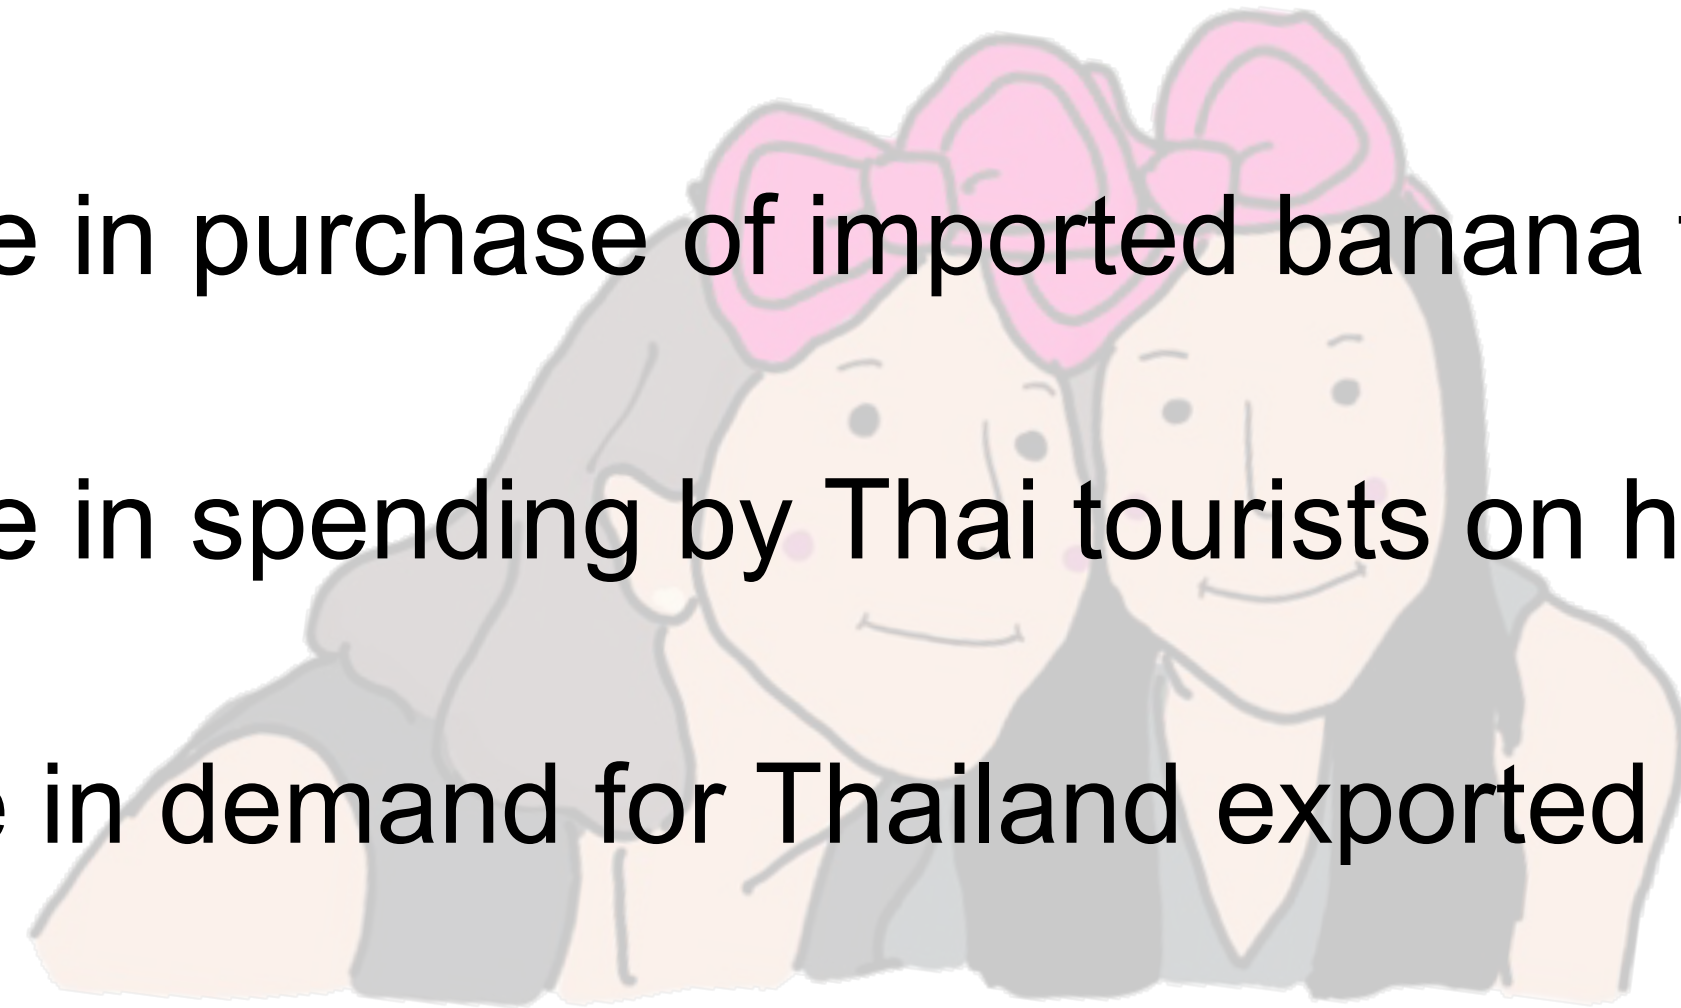 e in purchase of imported banana
e in spending by Thai tourists on h
e in demand for Thailand exported